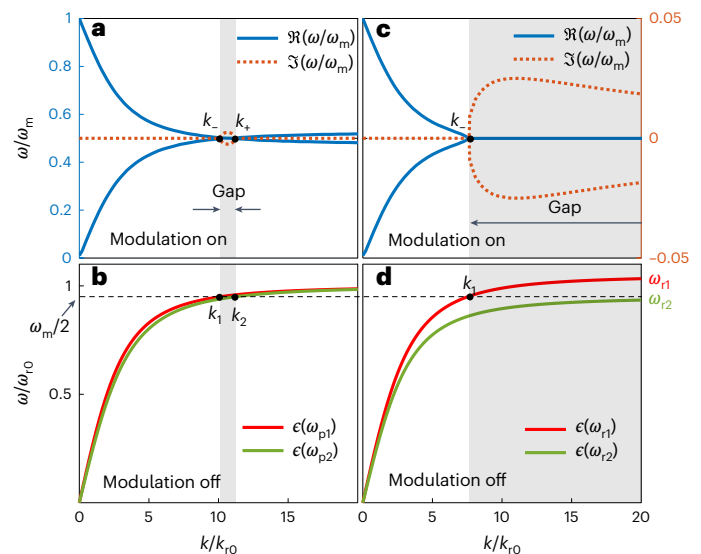 a
ℜ(ω/ω_m)
ℑ(ω/ω_m)
k_− k_+
Gap
Modulation on
ω/ω_m
1
0.8
0.6
0.4
0.2
0
c
ℜ(ω/ω_m)
ℑ(ω/ω_m)
k_−
Gap
Modulation on
0.05
0
−0.05
b
ω_m/2
k_1 k_2
ϵ(ω_p1)
ϵ(ω_p2)
Modulation off
ω/ω_r0
1
0.5
0 5 10 15
k/k_r0
d
k_1
ω_r1
ω_r2
ϵ(ω_r1)
ϵ(ω_r2)
Modulation off
0 5 10 15 20
k/k_r0